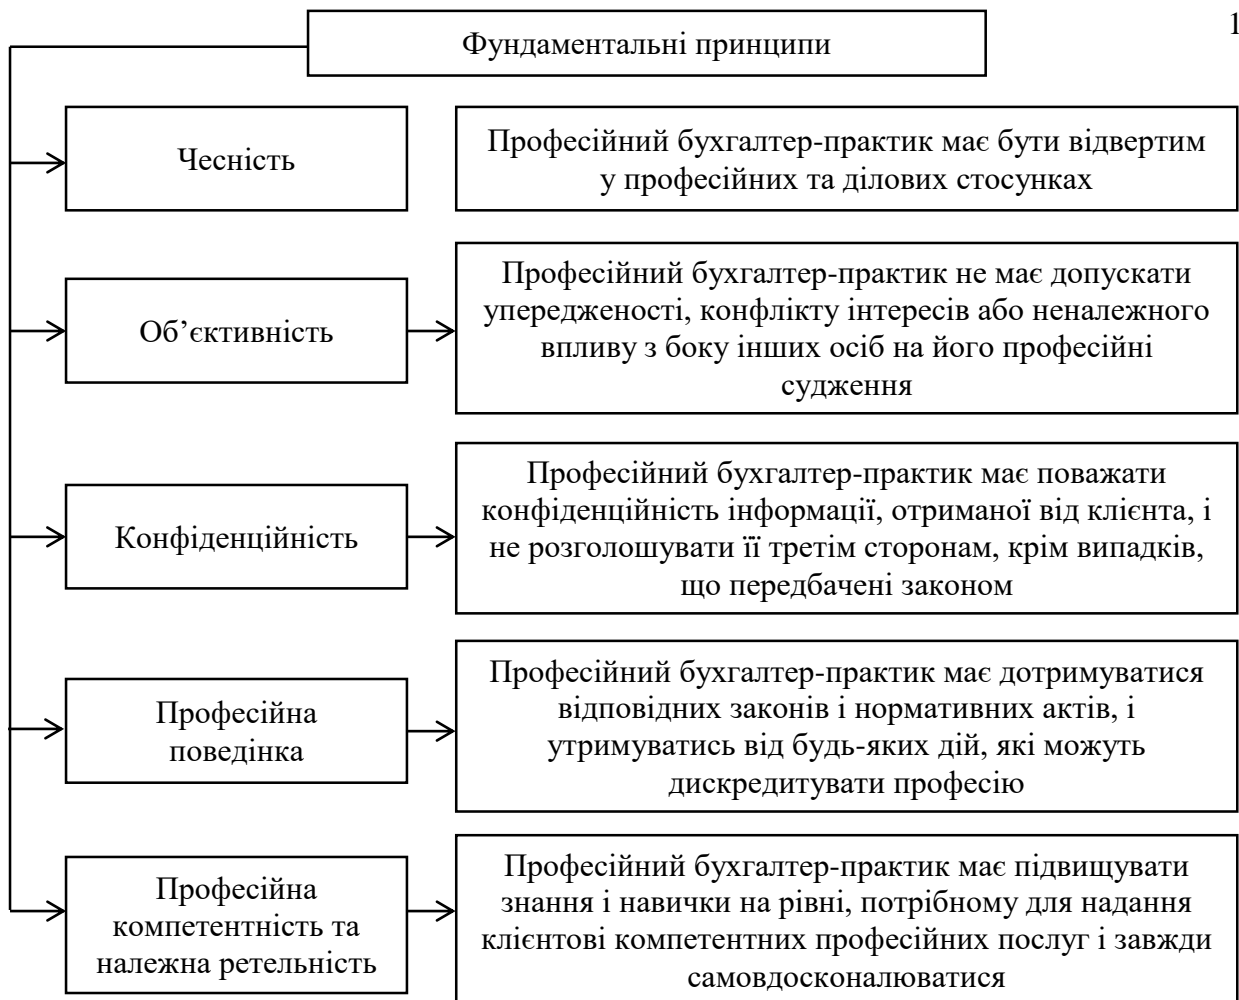 1
Фундаментальні принципи
Чесність
Професійний бухгалтер-практик має бути відвертим
у професійних та ділових стосунках
Об’єктивність
Професійний бухгалтер-практик не має допускати
упередженості, конфлікту інтересів або неналежного
впливу з боку інших осіб на його професійні
судження
Конфіденційність
Професійний бухгалтер-практик має поважати
конфіденційність інформації, отриманої від клієнта, і
не розголошувати її третім сторонам, крім випадків,
що передбачені законом
Професійна
поведінка
Професійний бухгалтер-практик має дотримуватися
відповідних законів і нормативних актів, і
утримуватись від будь-яких дій, які можуть
дискредитувати професію
Професійна
компетентність та
належна ретельність
Професійний бухгалтер-практик має підвищувати
знання і навички на рівні, потрібному для надання
клієнтові компетентних професійних послуг і завжди
самовдосконалюватися